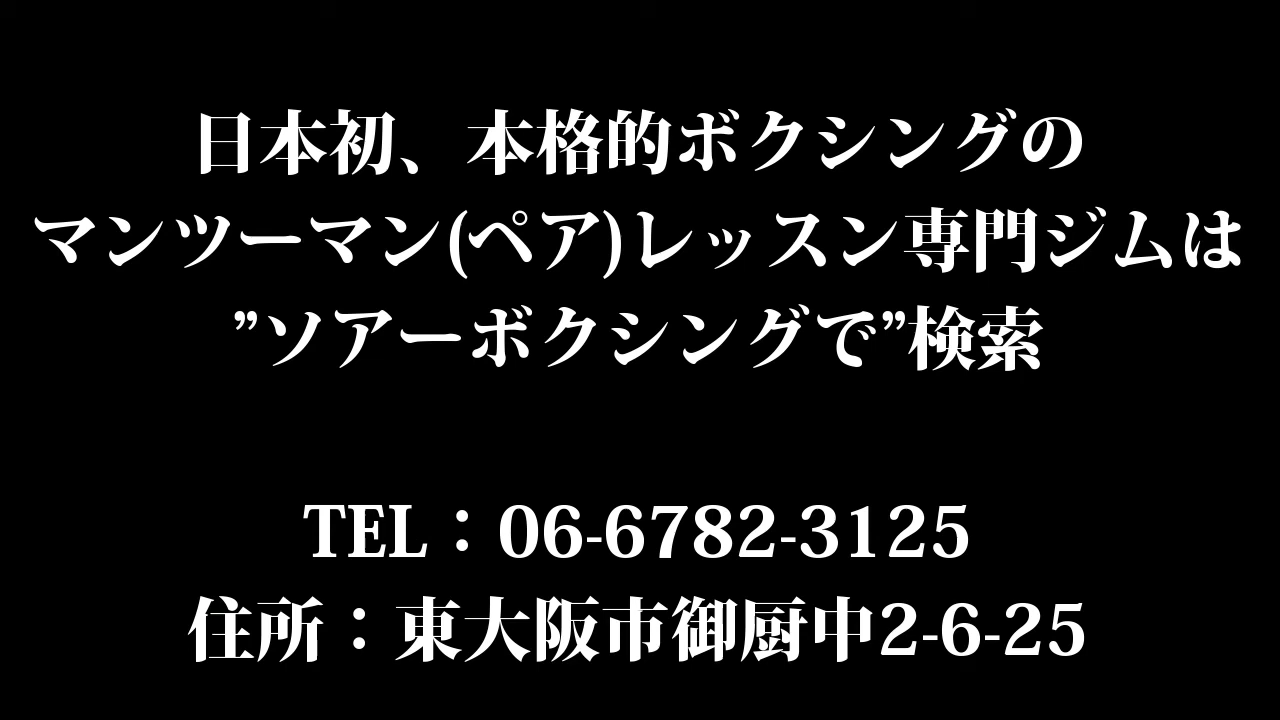 日本初、本格的ボクシングの
マンツーマン(ペア)レッスン専門ジムは
”ソアーボクシングで”検索
TEL：06-6782-3125
住所：東大阪市御厨中2-6-25